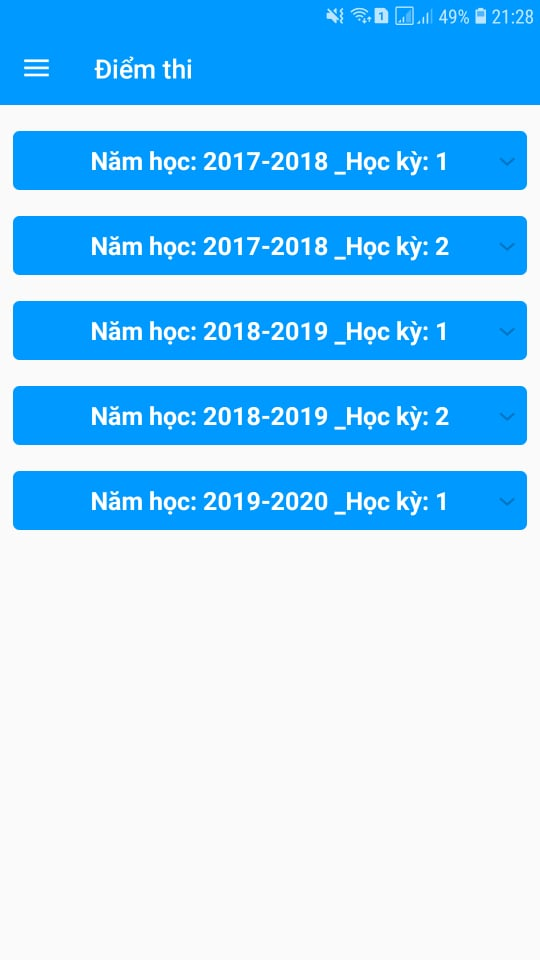 1 49% 21:28
Điểm thi
Năm học: 2017-2018 _Học kỳ: 1
Năm học: 2017-2018 _Học kỳ: 2
Năm học: 2018-2019 _Học kỳ: 1
Năm học: 2018-2019 _Học kỳ: 2
Năm học: 2019-2020 _Học kỳ: 1